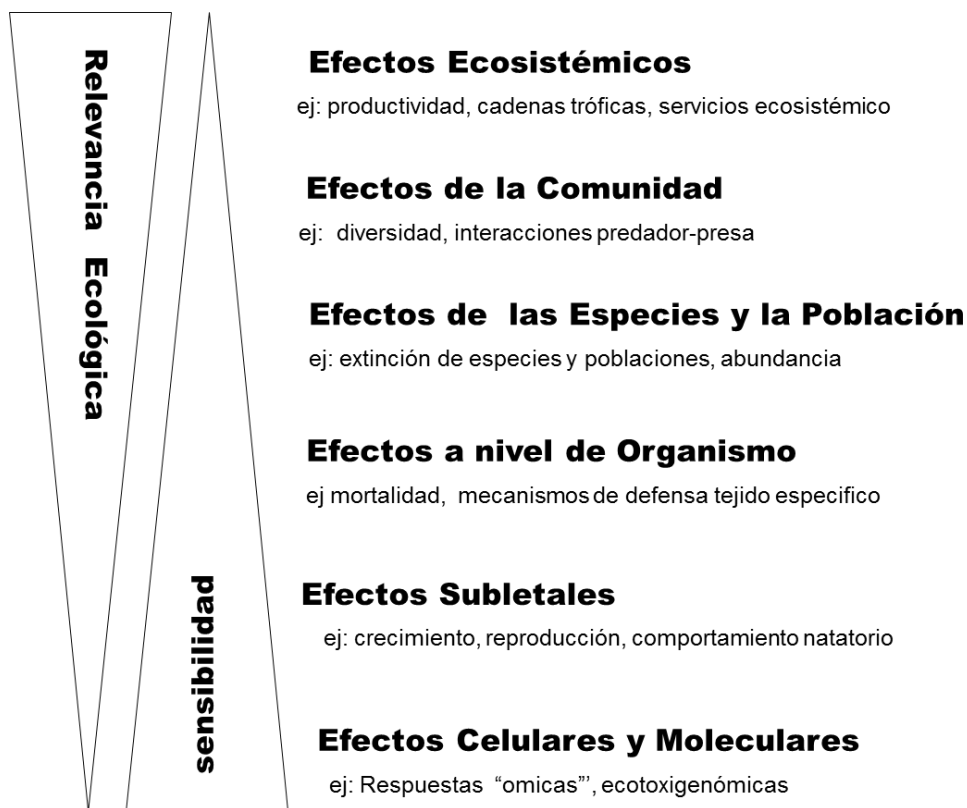 Relevancia Ecológica
sensibilidad
Efectos Ecosistémicos
ej: productividad, cadenas tróficas, servicios ecosistémico
Efectos de la Comunidad
ej: diversidad, interacciones predador-presa
Efectos de las Especies y la Población
ej: extinción de especies y poblaciones, abundancia
Efectos a nivel de Organismo
ej mortalidad, mecanismos de defensa tejido especifico
Efectos Subletales
ej: crecimiento, reproducción, comportamiento natatorio
Efectos Celulares y Moleculares
ej: Respuestas “omicas”’, ecotoxigenómicas